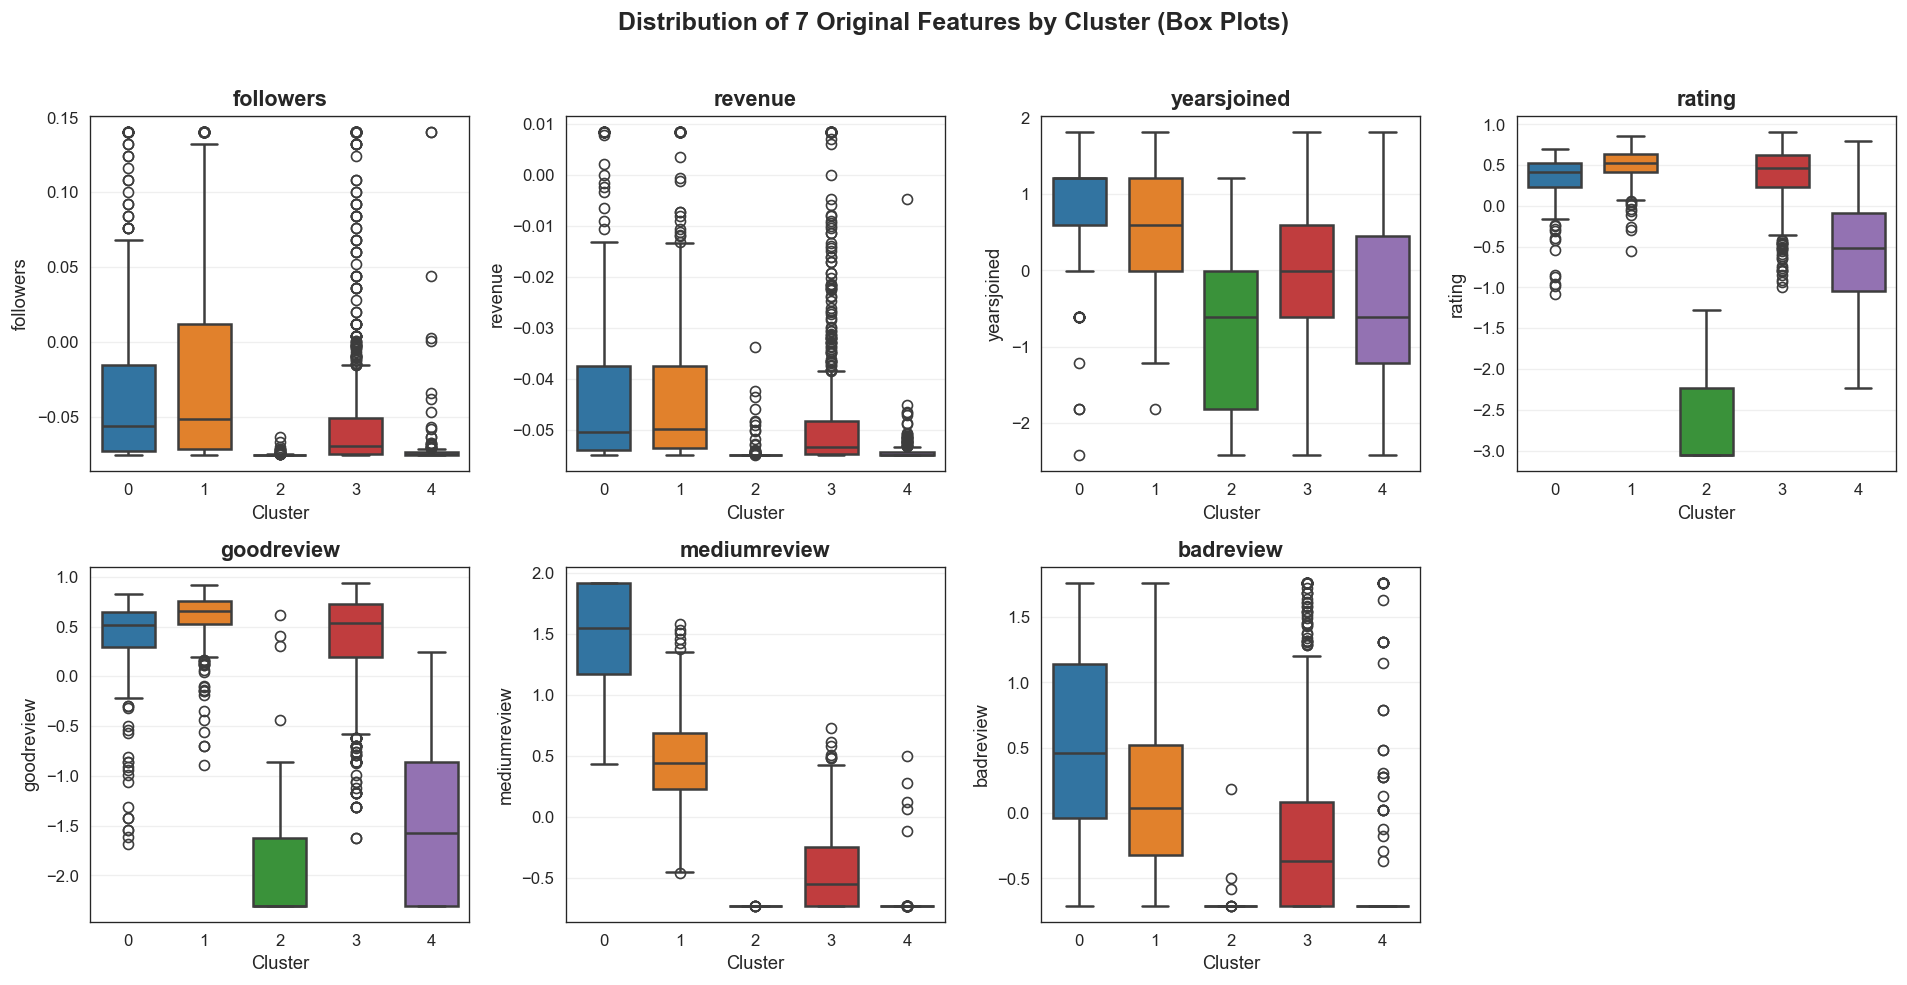 Distribution of 7 Original Features by Cluster (Box Plots)
followers
revenue
yearsjoined
rating
followers
0.15
0.10
0.05
0.00
−0.05
0 1 2 3 4
Cluster
revenue
0.01
0.00
−0.01
−0.02
−0.03
−0.04
−0.05
0 1 2 3 4
Cluster
yearsjoined
2
1
0
−1
−2
0 1 2 3 4
Cluster
rating
1.0
0.5
0.0
−0.5
−1.0
−1.5
−2.0
−2.5
−3.0
0 1 2 3 4
Cluster
goodreview
mediumreview
badreview
goodreview
1.0
0.5
0.0
−0.5
−1.0
−1.5
−2.0
0 1 2 3 4
Cluster
mediumreview
2.0
1.5
1.0
0.5
0.0
−0.5
0 1 2 3 4
Cluster
badreview
1.5
1.0
0.5
0.0
−0.5
0 1 2 3 4
Cluster